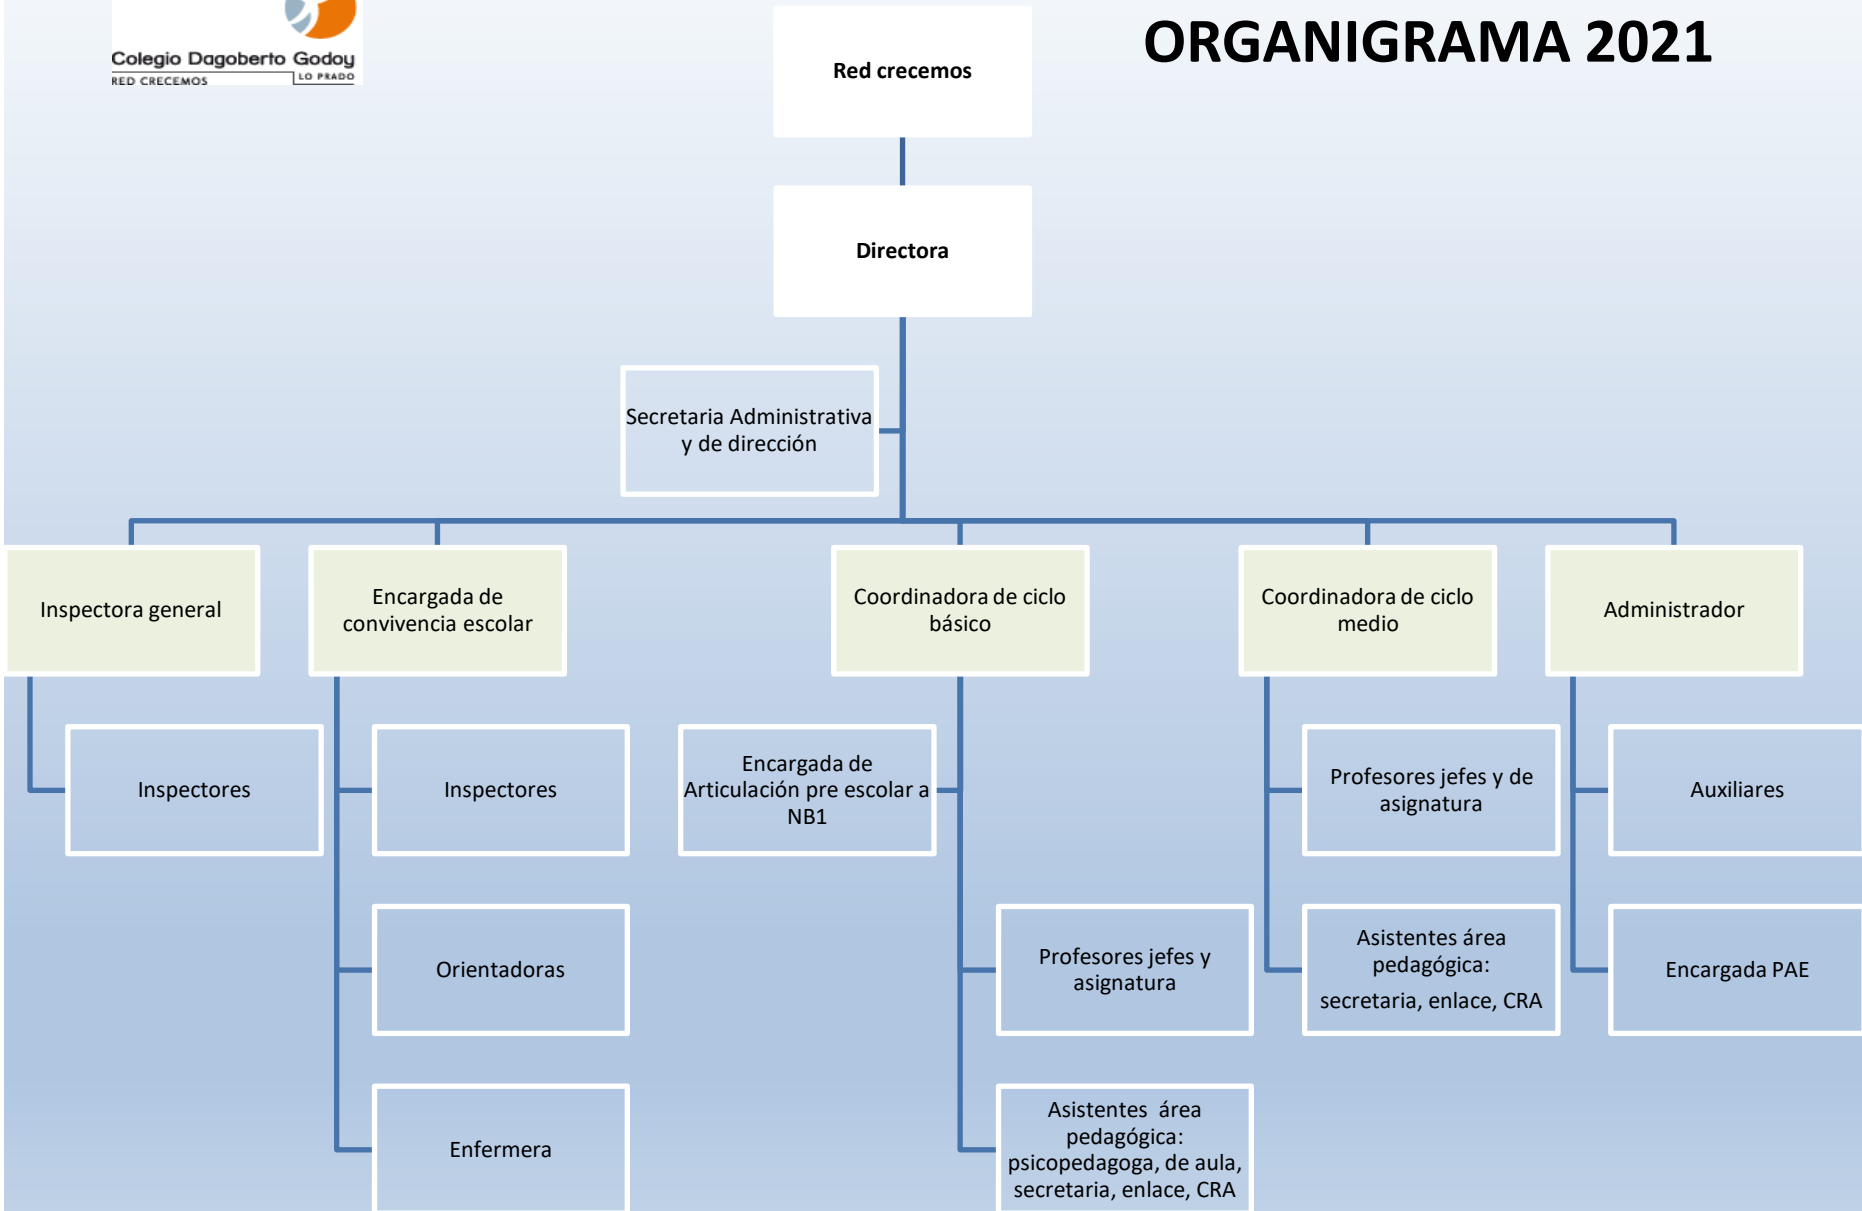 Colegio Dagoberto Godoy
RED CRECEMOS
LO PRADO
ORGANIGRAMA 2021
Red crecemos
Directora
Secretaria Administrativa
y de dirección
Inspectora general
Encargada de
convivencia escolar
Coordinadora de ciclo
básico
Coordinadora de ciclo
medio
Administrador
Inspectores
Inspectores
Encargada de
Articulación pre escolar a
NB1
Profesores jefes y de
asignatura
Auxiliares
Orientadoras
Profesores jefes y
asignatura
Asistentes área
pedagógica:
secretaria, enlace, CRA
Encargada PAE
Enfermera
Asistentes área
pedagógica:
psicopedagoga, de aula,
secretaria, enlace, CRA